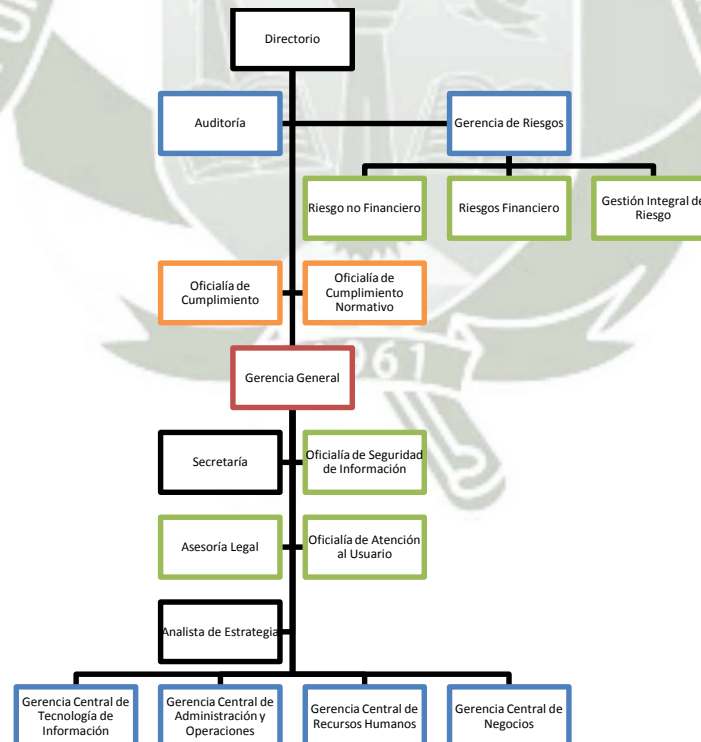 Directorio
Auditoría
Gerencia de Riesgos
Riesgo no Financiero
Riesgos Financiero
Gestión Integral de
Riesgo
Oficialía de
Cumplimiento
Oficialía de
Cumplimiento
Normativo
1961
Gerencia General
Secretaría
Oficialía de Seguridad
de Información
Asesoría Legal
Oficialía de Atención
al Usuario
Analista de Estrategia
Gerencia Central de
Tecnología de
Información
Gerencia Central de
Administración y
Operaciones
Gerencia Central de
Recursos Humanos
Gerencia Central de
Negocios